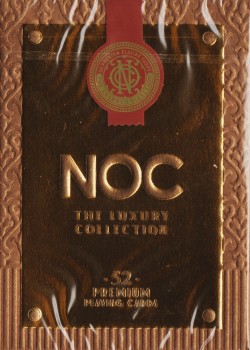 NOC
THE LUXURY
COLLECTION
·52·
PREMIUM
PLAYING CARDS